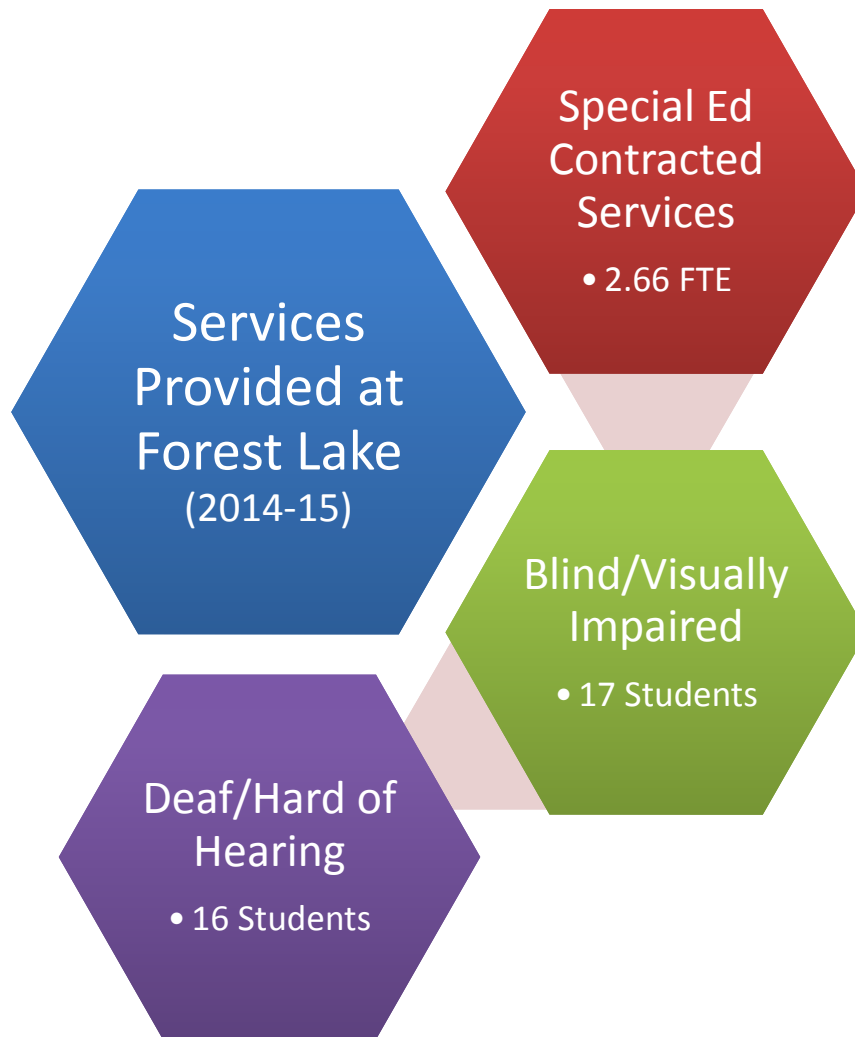 Services
Provided at
Forest Lake
(2014-15)
Special Ed
Contracted
Services
• 2.66 FTE
Blind/Visually
Impaired
• 17 Students
Deaf/Hard of
Hearing
• 16 Students